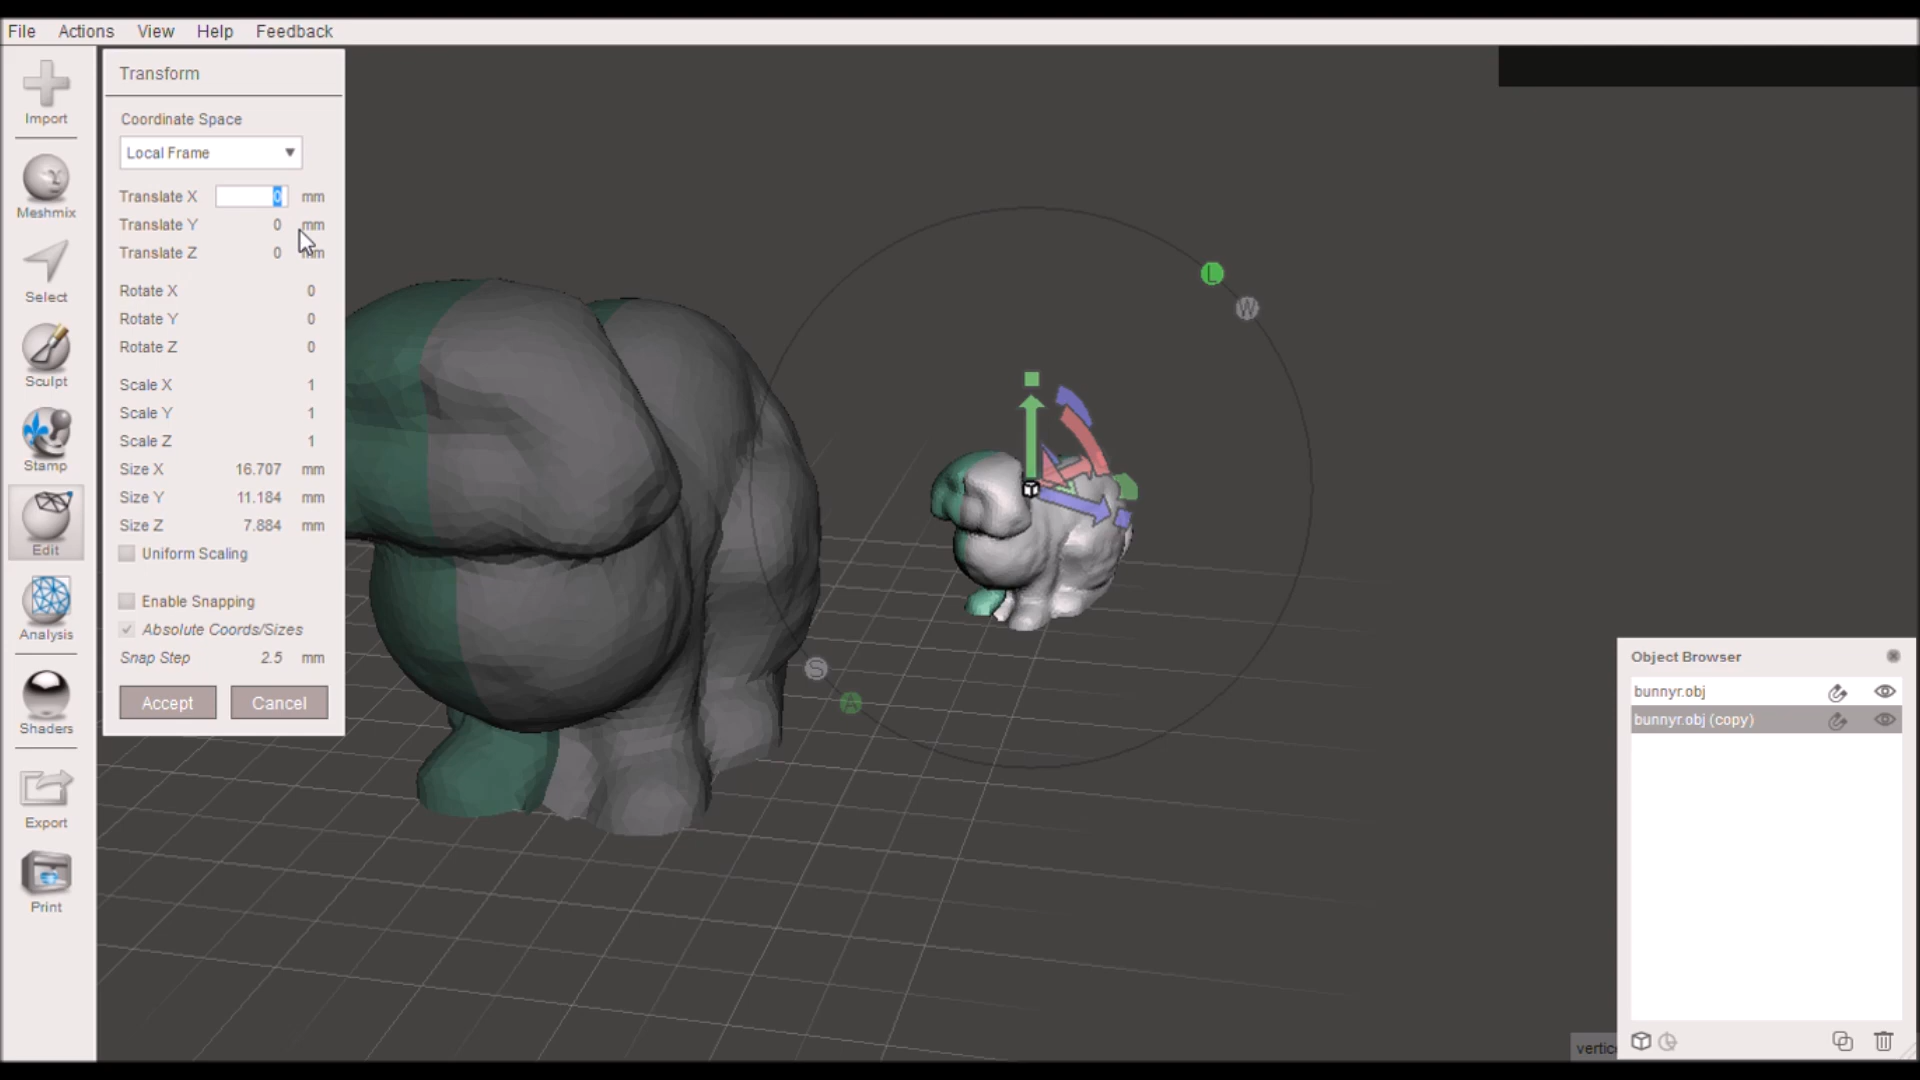 File Actions View Help Feedback
Import
Meshmix
Select
Sculpt
Stamp
Edit
Analysis
Shaders
Export
Print
Transform
Coordinate Space
Local Frame
Translate X 0 mm
Translate Y 0 mm
Translate Z 0 mm
Rotate X 0
Rotate Y 0
Rotate Z 0
Scale X 1
Scale Y 1
Scale Z 1
Size X 16.707 mm
Size Y 11.184 mm
Size Z 7.884 mm
Uniform Scaling
Enable Snapping
Absolute Coords/Sizes
Snap Step 2.5 mm
Accept Cancel
L
W
S
A
Object Browser
bunnyr.obj
bunnyr.obj (copy)